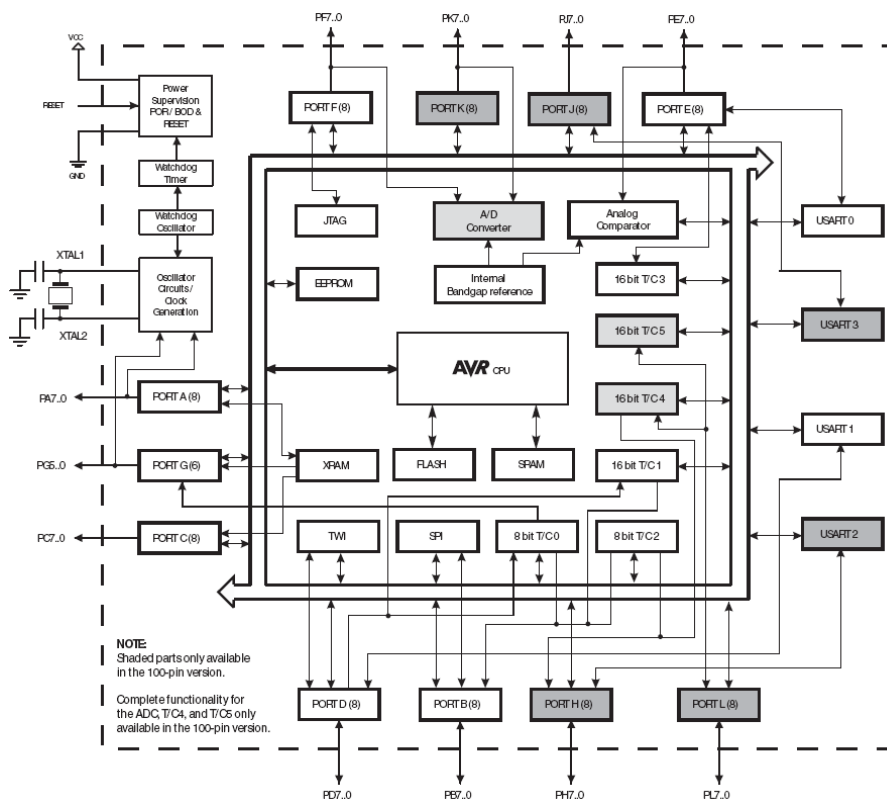 PF7..0
PK7..0
PJ7..0
PE7..0
VCC
RESET
GND
Power
Supervision
POR / BOD &
RESET
Watchdog
Timer
Watchdog
Oscillator
XTAL1
XTAL2
Oscillator
Circuits /
Clock
Generation
PORT F (8)
PORT K (8)
PORT J (8)
PORT E (8)
JTAG
A/D
Converter
Analog
Comparator
USART 0
EEPROM
Internal
Bandgap reference
16 bit T/C 3
USART 3
16 bit T/C 5
AVR CPU
PA7..0
PORT A (8)
16 bit T/C 4
USART 1
PG5..0
PORT G (6)
XRAM
FLASH
SRAM
16 bit T/C 1
PC7..0
PORT C (8)
TWI
SPI
8 bit T/C 0
8 bit T/C 2
USART 2
NOTE:
Shaded parts only available
in the 100-pin version.
Complete functionality for
the ADC, T/C4, and T/C5 only
available in the 100-pin version.
PORT D (8)
PORT B (8)
PORT H (8)
PORT L (8)
PD7..0
PB7..0
PH7..0
PL7..0